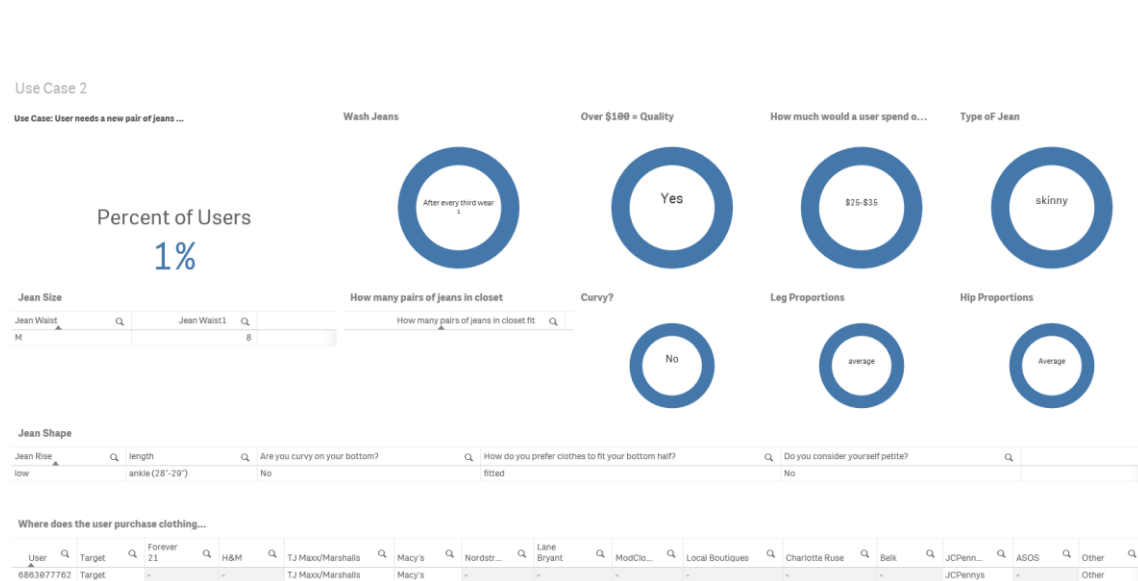 Use Case 2
Use Case: User needs a new pair of jeans ...
Wash Jeans
Over $100 = Quality
How much would a user spend o...
Type oF Jean
After every third wear
1
Yes
$25-$35
skinny
Percent of Users
1%
Jean Size
How many pairs of jeans in closet
Curvy?
Leg Proportions
Hip Proportions
Jean Waist
Jean Waist1
How many pairs of jeans in closet fit
M
8
No
average
Average
Jean Shape
Jean Rise
length
Are you curvy on your bottom?
How do you prefer clothes to fit your bottom half?
Do you consider yourself petite?
low
ankle (28"-29")
No
fitted
No
Where does the user purchase clothing...
User
Target
Forever
21
H&M
TJ Maxx/Marshalls
Macy's
Nordstr...
Lane
Bryant
ModClo...
Local Boutiques
Charlotte Ruse
Belk
JCPenn...
ASOS
Other
6863077762
Target
-
-
TJ Maxx/Marshalls
Macy's
-
-
-
-
-
-
JCPennys
-
Other